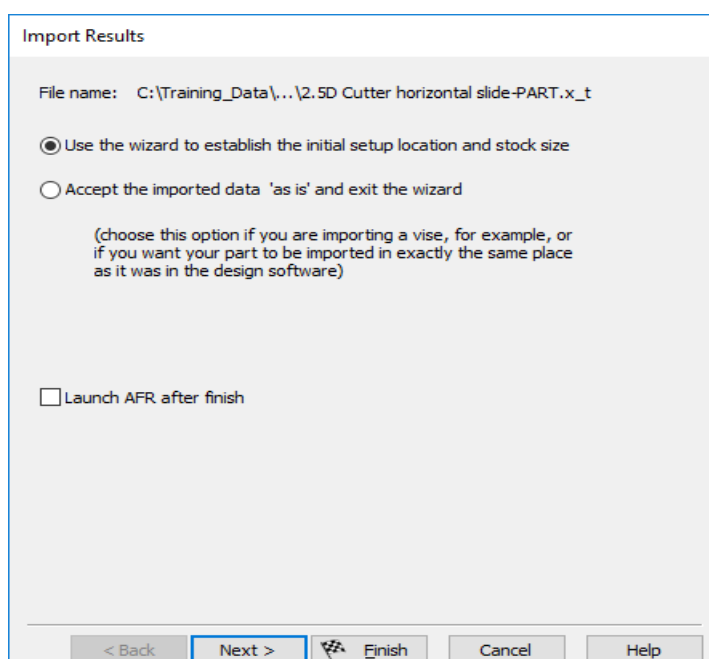 Import Results
File name: C:\Training_Data\...\2.5D Cutter horizontal slide-PART.x_t
Use the wizard to establish the initial setup location and stock size
Accept the imported data 'as is' and exit the wizard
(choose this option if you are importing a vise, for example, or
if you want your part to be imported in exactly the same place
as it was in the design software)
Launch AFR after finish
< Back Next > Finish Cancel Help